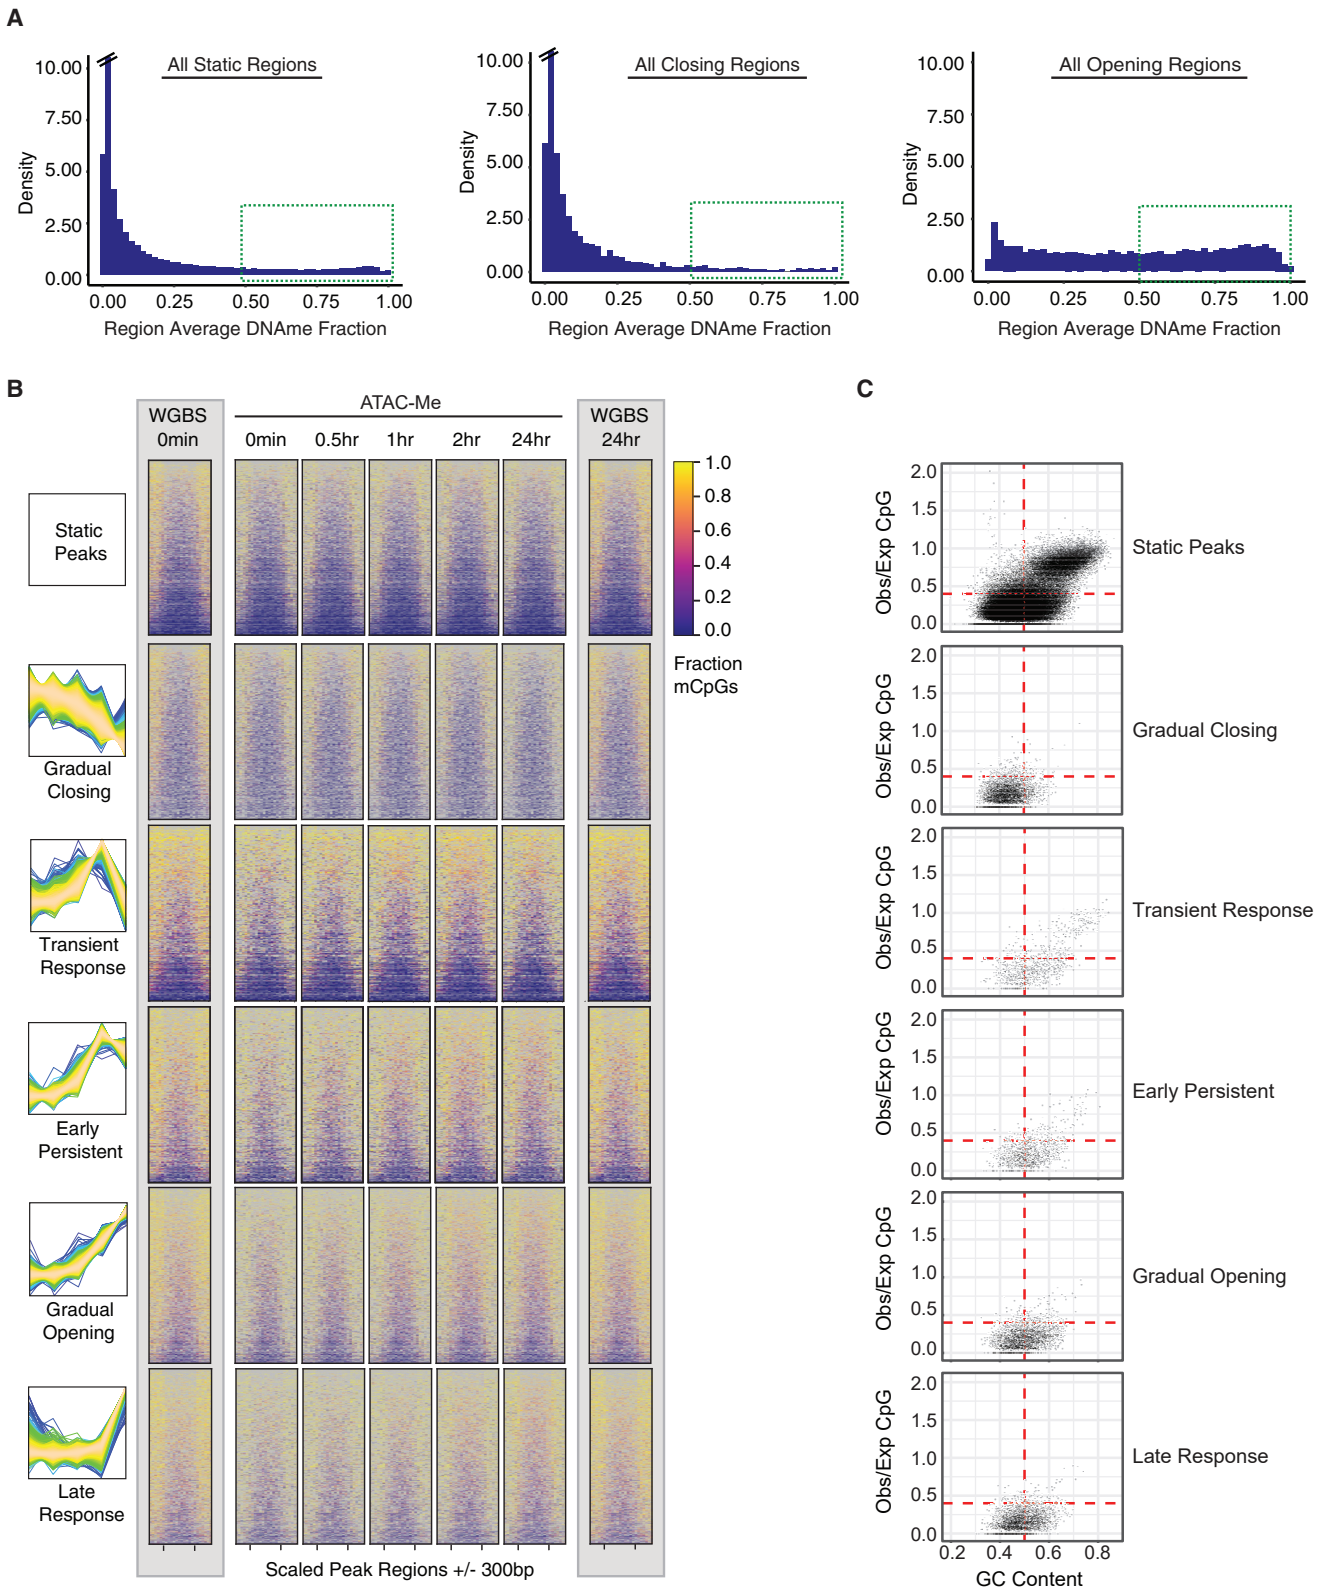 A
All Static Regions
10.00
7.50
5.00
2.50
0.00
Density
0.00 0.25 0.50 0.75 1.00
Region Average DNAme Fraction
All Closing Regions
10.00
7.50
5.00
2.50
0.00
Density
0.00 0.25 0.50 0.75 1.00
Region Average DNAme Fraction
All Opening Regions
10.00
7.50
5.00
2.50
0.00
Density
0.00 0.25 0.50 0.75 1.00
Region Average DNAme Fraction
B
WGBS
0min
ATAC-Me
0min 0.5hr 1hr 2hr 24hr
WGBS
24hr
1.0
0.8
0.6
0.4
0.2
0.0
Fraction
mCpGs
Static
Peaks
Gradual
Closing
Transient
Response
Early
Persistent
Gradual
Opening
Late
Response
Scaled Peak Regions +/- 300bp
C
2.0
1.5
1.0
0.5
0.0
Obs/Exp CpG
Static Peaks
2.0
1.5
1.0
0.5
0.0
Obs/Exp CpG
Gradual Closing
2.0
1.5
1.0
0.5
0.0
Obs/Exp CpG
Transient Response
2.0
1.5
1.0
0.5
0.0
Obs/Exp CpG
Early Persistent
2.0
1.5
1.0
0.5
0.0
Obs/Exp CpG
Gradual Opening
2.0
1.5
1.0
0.5
0.0
Obs/Exp CpG
Late Response
0.2 0.4 0.6 0.8
GC Content